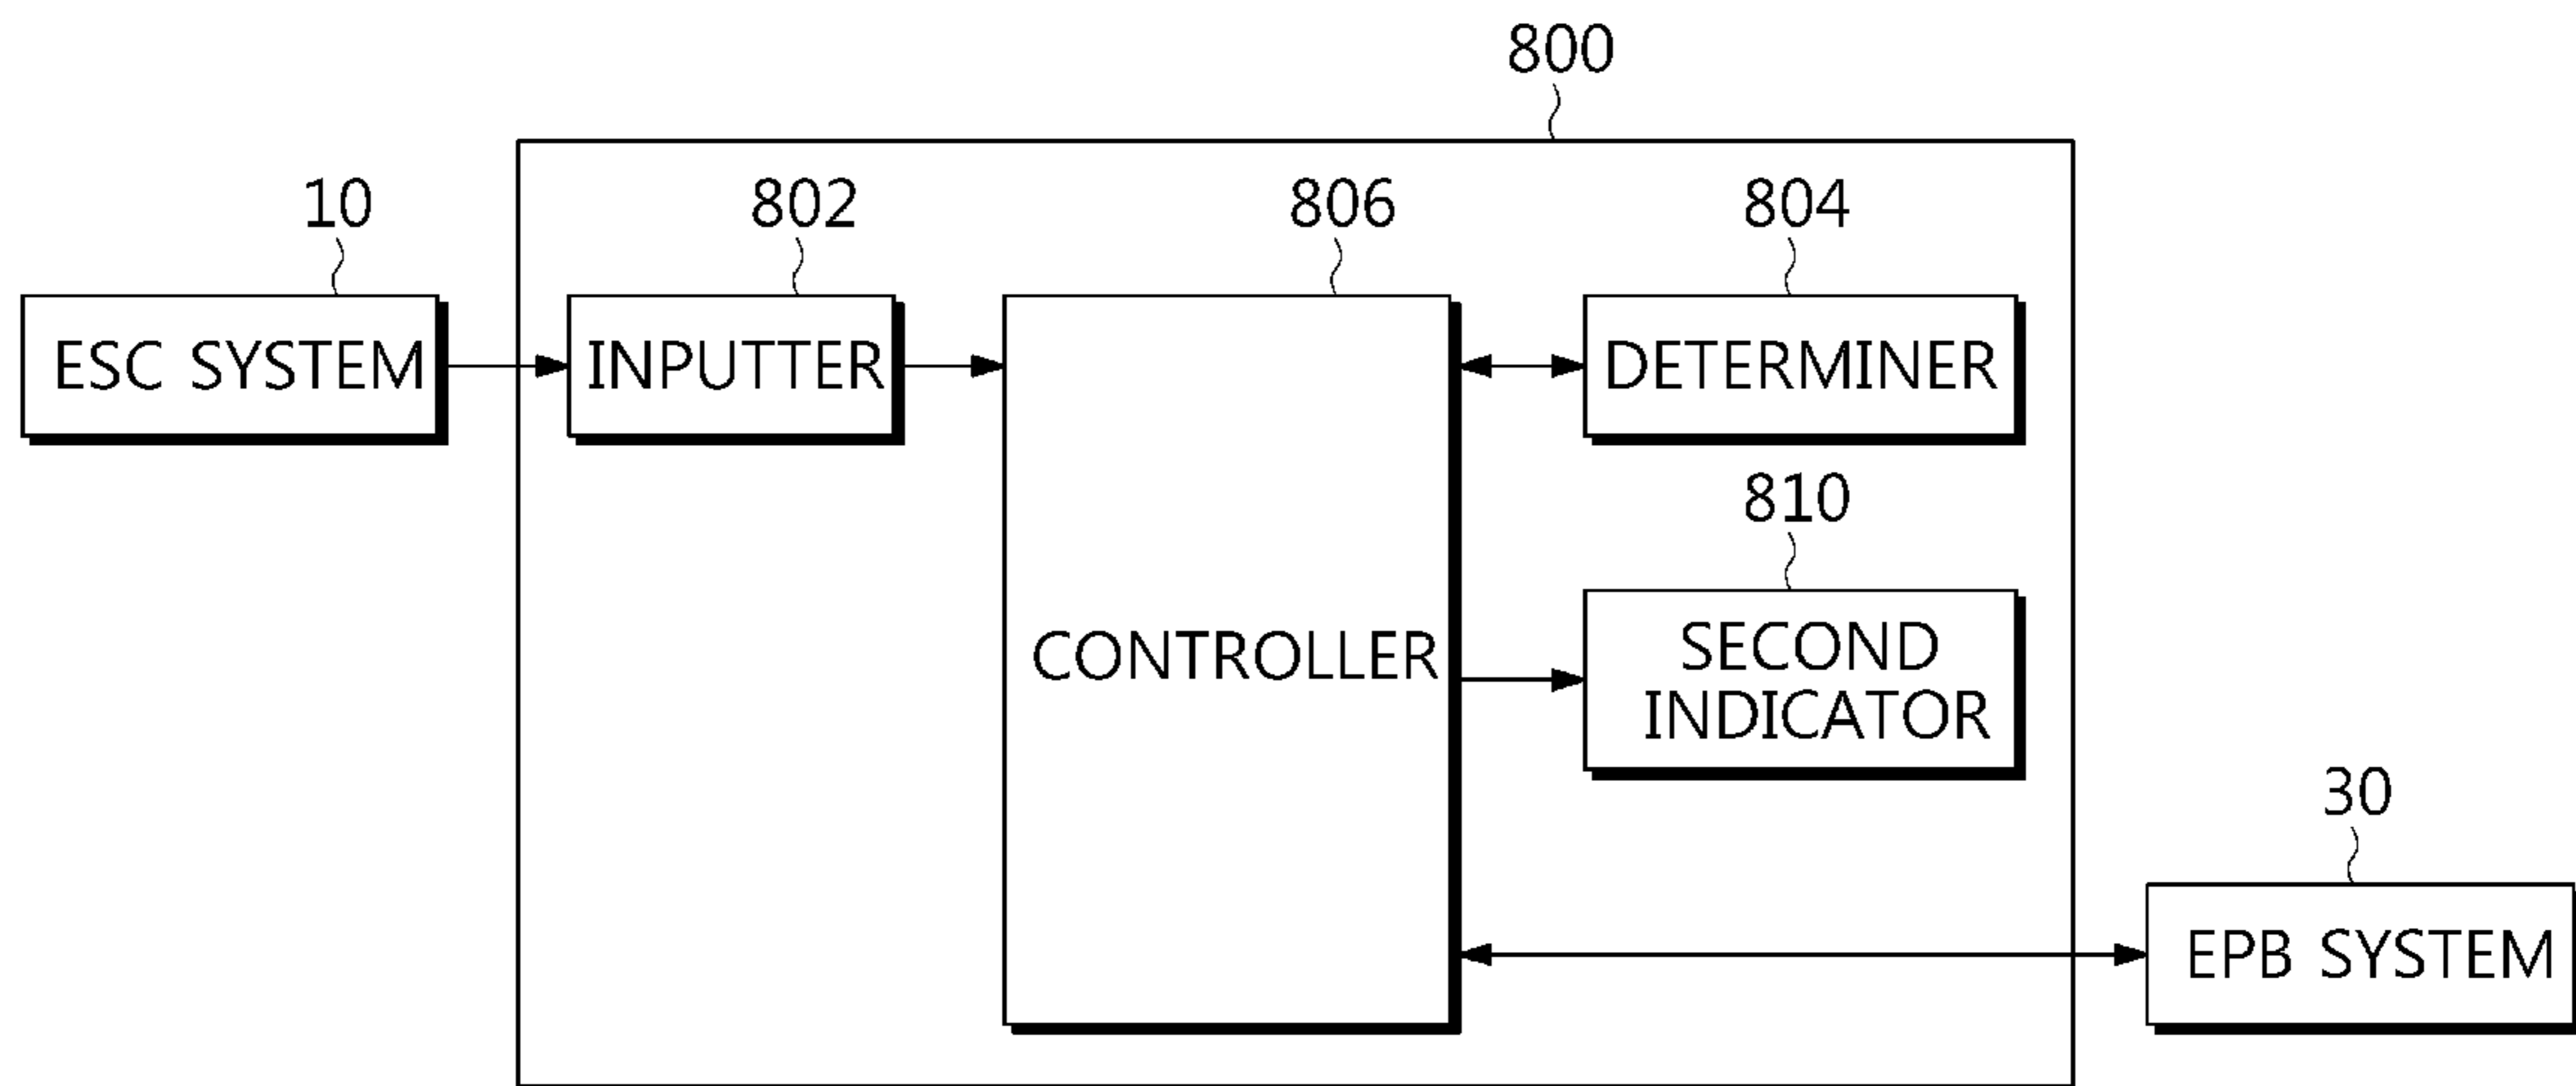 800
10
802
806
804
ESC SYSTEM
INPUTTER
DETERMINER
810
CONTROLLER
SECOND
INDICATOR
30
EPB SYSTEM